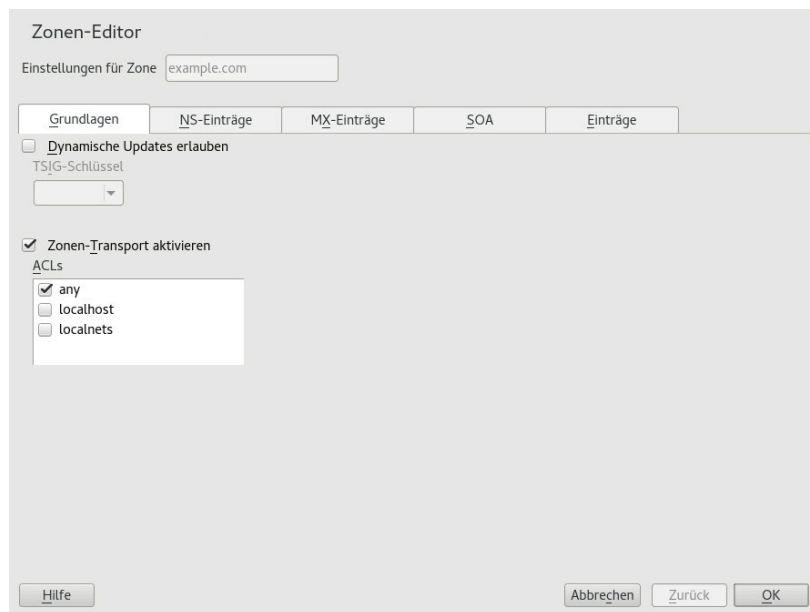 Zonen-Editor
Einstellungen für Zone example.com
Grundlagen NS-Einträge MX-Einträge SOA Einträge
Dynamische Updates erlauben
TSIG-Schlüssel
Zonen-Transport aktivieren
ACLs
any
localhost
localnets
Hilfe Abbrechen Zurück OK